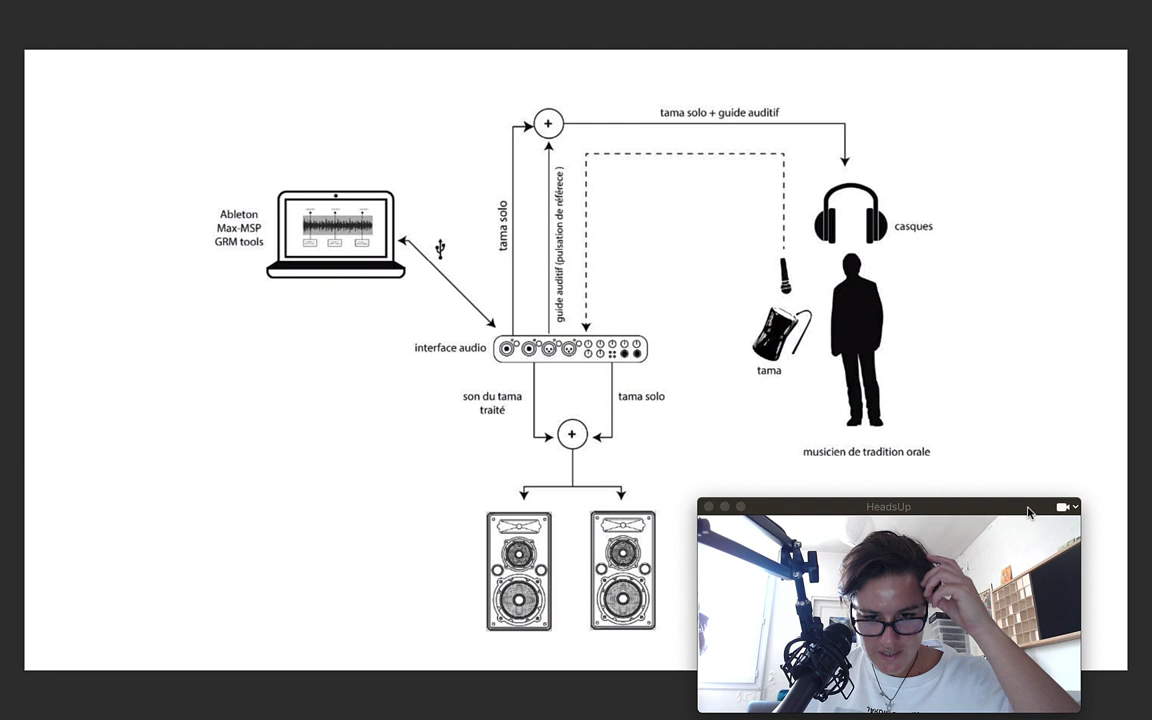 tama solo + guide auditif
Ableton
Max-MSP
GRM tools
tama solo
guide auditif (pulsation de référece )
casques
interface audio
tama
son du tama
traité
tama solo
musicien de tradition orale
HeadsUp